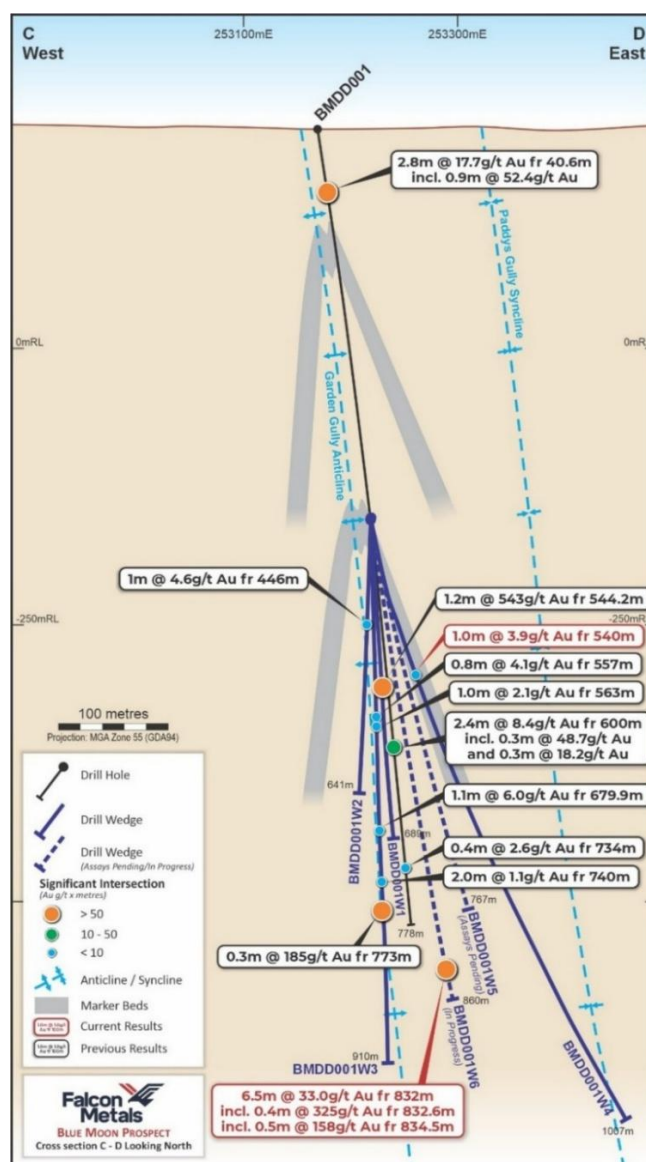 C
West
253100mE
253300mE
D
East
BMDD001
2.8m @ 17.7g/t Au fr 40.6m
incl. 0.9m @ 52.4g/t Au
Paddys Gully Syncline
0mRL
0mRL
Garden Gully Anticline
1m @ 4.6g/t Au fr 446m
1.2m @ 543g/t Au fr 544.2m
-250mRL
-250mRL
1.0m @ 3.9g/t Au fr 540m
0.8m @ 4.1g/t Au fr 557m
1.0m @ 2.1g/t Au fr 563m
2.4m @ 8.4g/t Au fr 600m
incl. 0.3m @ 48.7g/t Au
and 0.3m @ 18.2g/t Au
100 metres
Projection: MGA Zone 55 (GDA94)
641m
BMDD001W2
1.1m @ 6.0g/t Au fr 679.9m
689m
BMDD001W1
0.4m @ 2.6g/t Au fr 734m
2.0m @ 1.1g/t Au fr 740m
767m
BMDD001W5
(Assays Pending)
778m
0.3m @ 185g/t Au fr 773m
860m
BMDD001W6
(In Progress)
910m
BMDD001W3
BMDD001W4
1007m
6.5m @ 33.0g/t Au fr 832m
incl. 0.4m @ 325g/t Au fr 832.6m
incl. 0.5m @ 158g/t Au fr 834.5m
Drill Hole
Drill Wedge
Drill Wedge
(Assays Pending/In Progress)
Significant Intersection
(Au g/t x metres)
> 50
10 - 50
< 10
Anticline / Syncline
Marker Beds
Current Results
Previous Results
Falcon
Metals
BLUE MOON PROSPECT
Cross section C - D Looking North